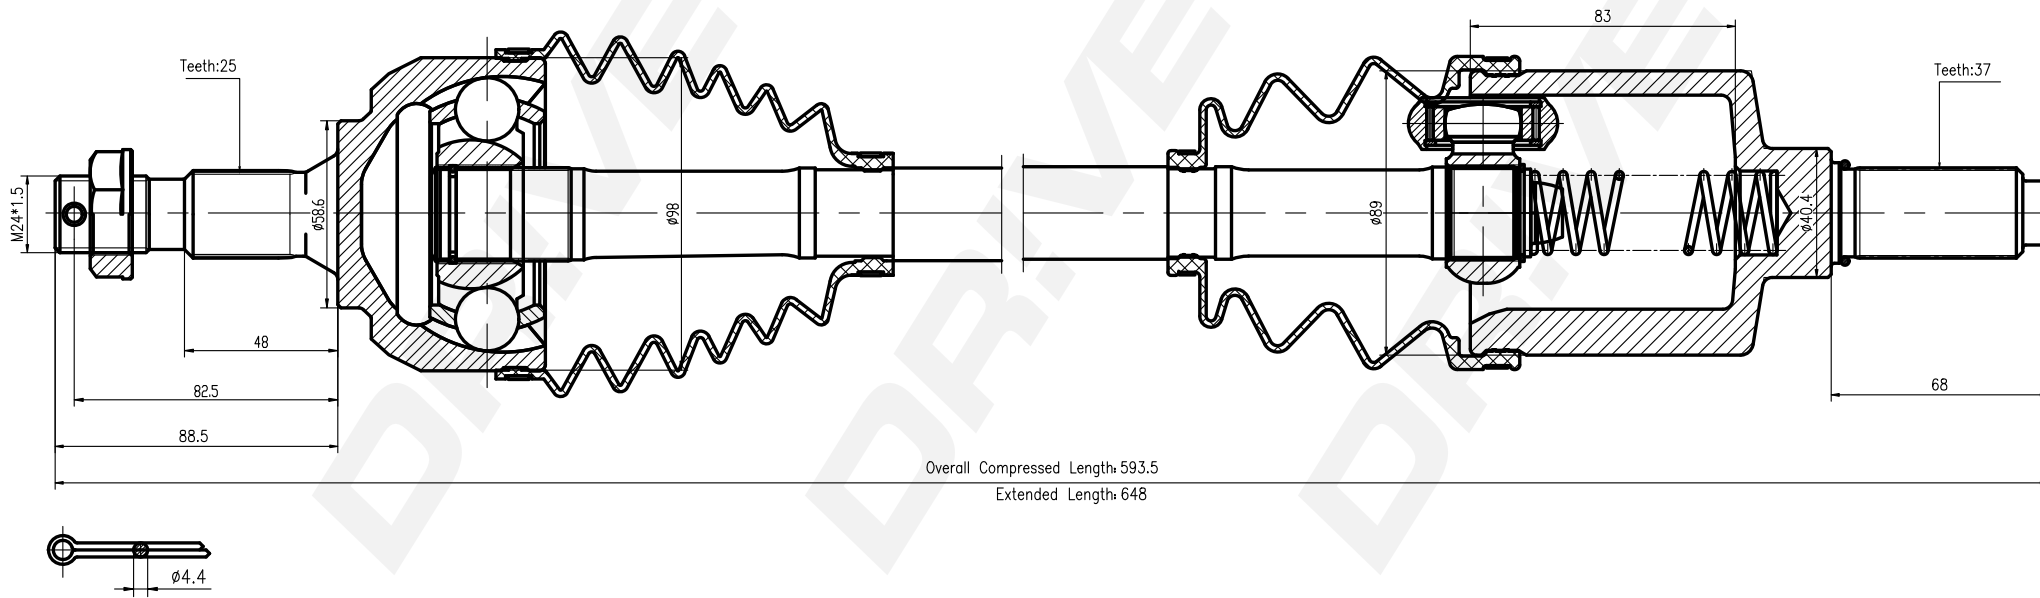 83
Teeth:25
Teeth:37
M24*1.5
ø58.6
ø98
ø89
ø40.4
48
82.5
68
88.5
Overall Compressed Length:593.5
Extended Length:648
ø4.4
DRIVE
DRIVE
DRIVE